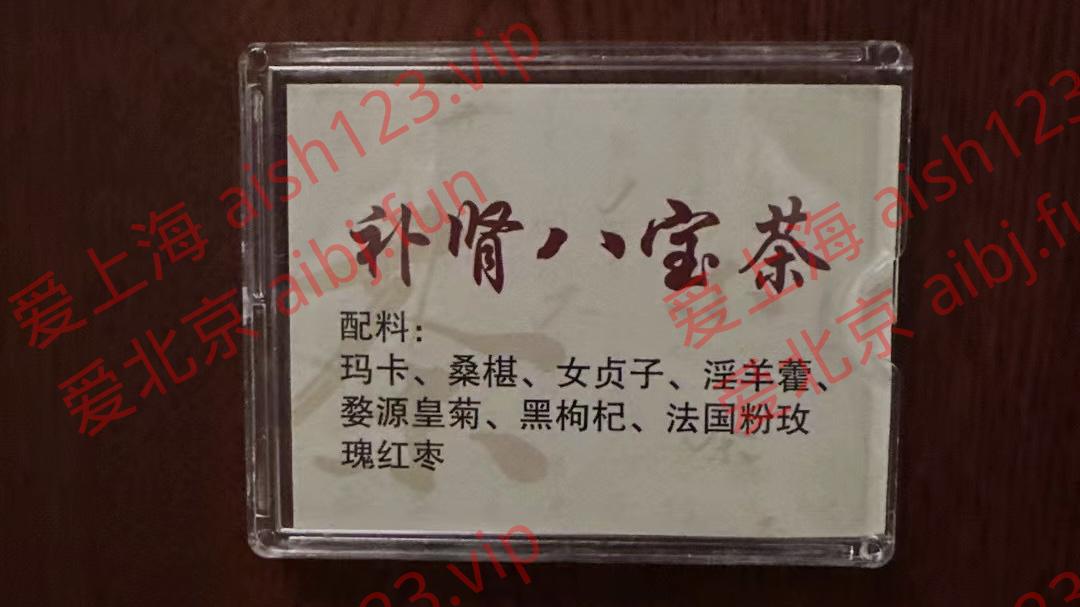 补肾八宝茶
配料：
玛卡、桑椹、女贞子、淫羊藿、
婺源皇菊、黑枸杞、法国粉玫
瑰红枣
爱上海 aish123.vip
爱北京 aibj.fun
爱上海 aish123.vip
爱北京 aibj.fun